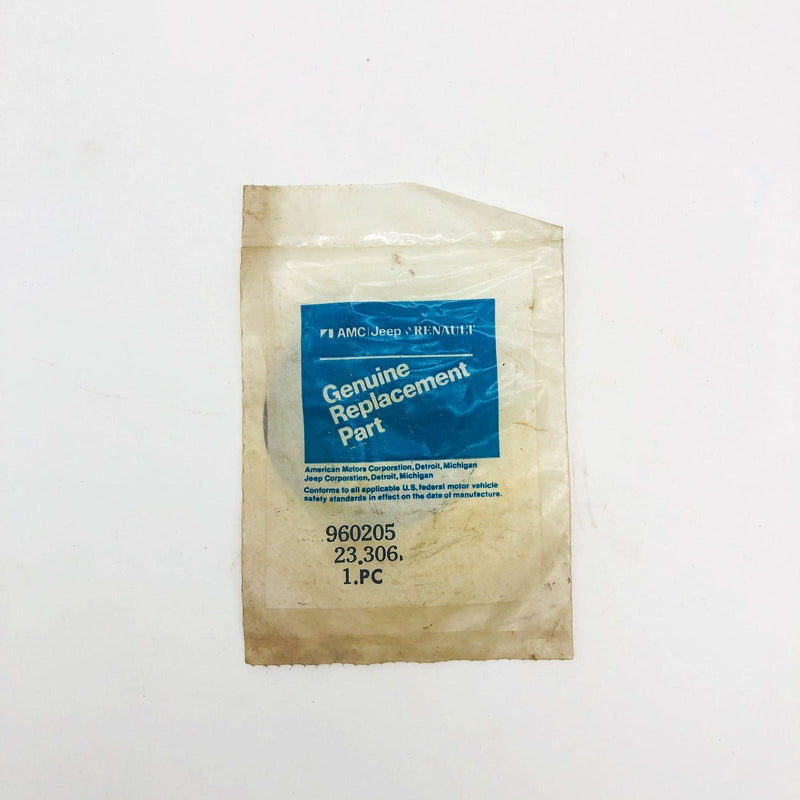 AMC|Jeep RENAULT
Genuine
Replacement
Part
American Motors Corporation, Detroit, Michigan
Jeep Corporation, Detroit, Michigan
Conforms to all applicable U.S. federal motor vehicle
safety standards in effect on the date of manufacture.
960205
23.306.
1.PC